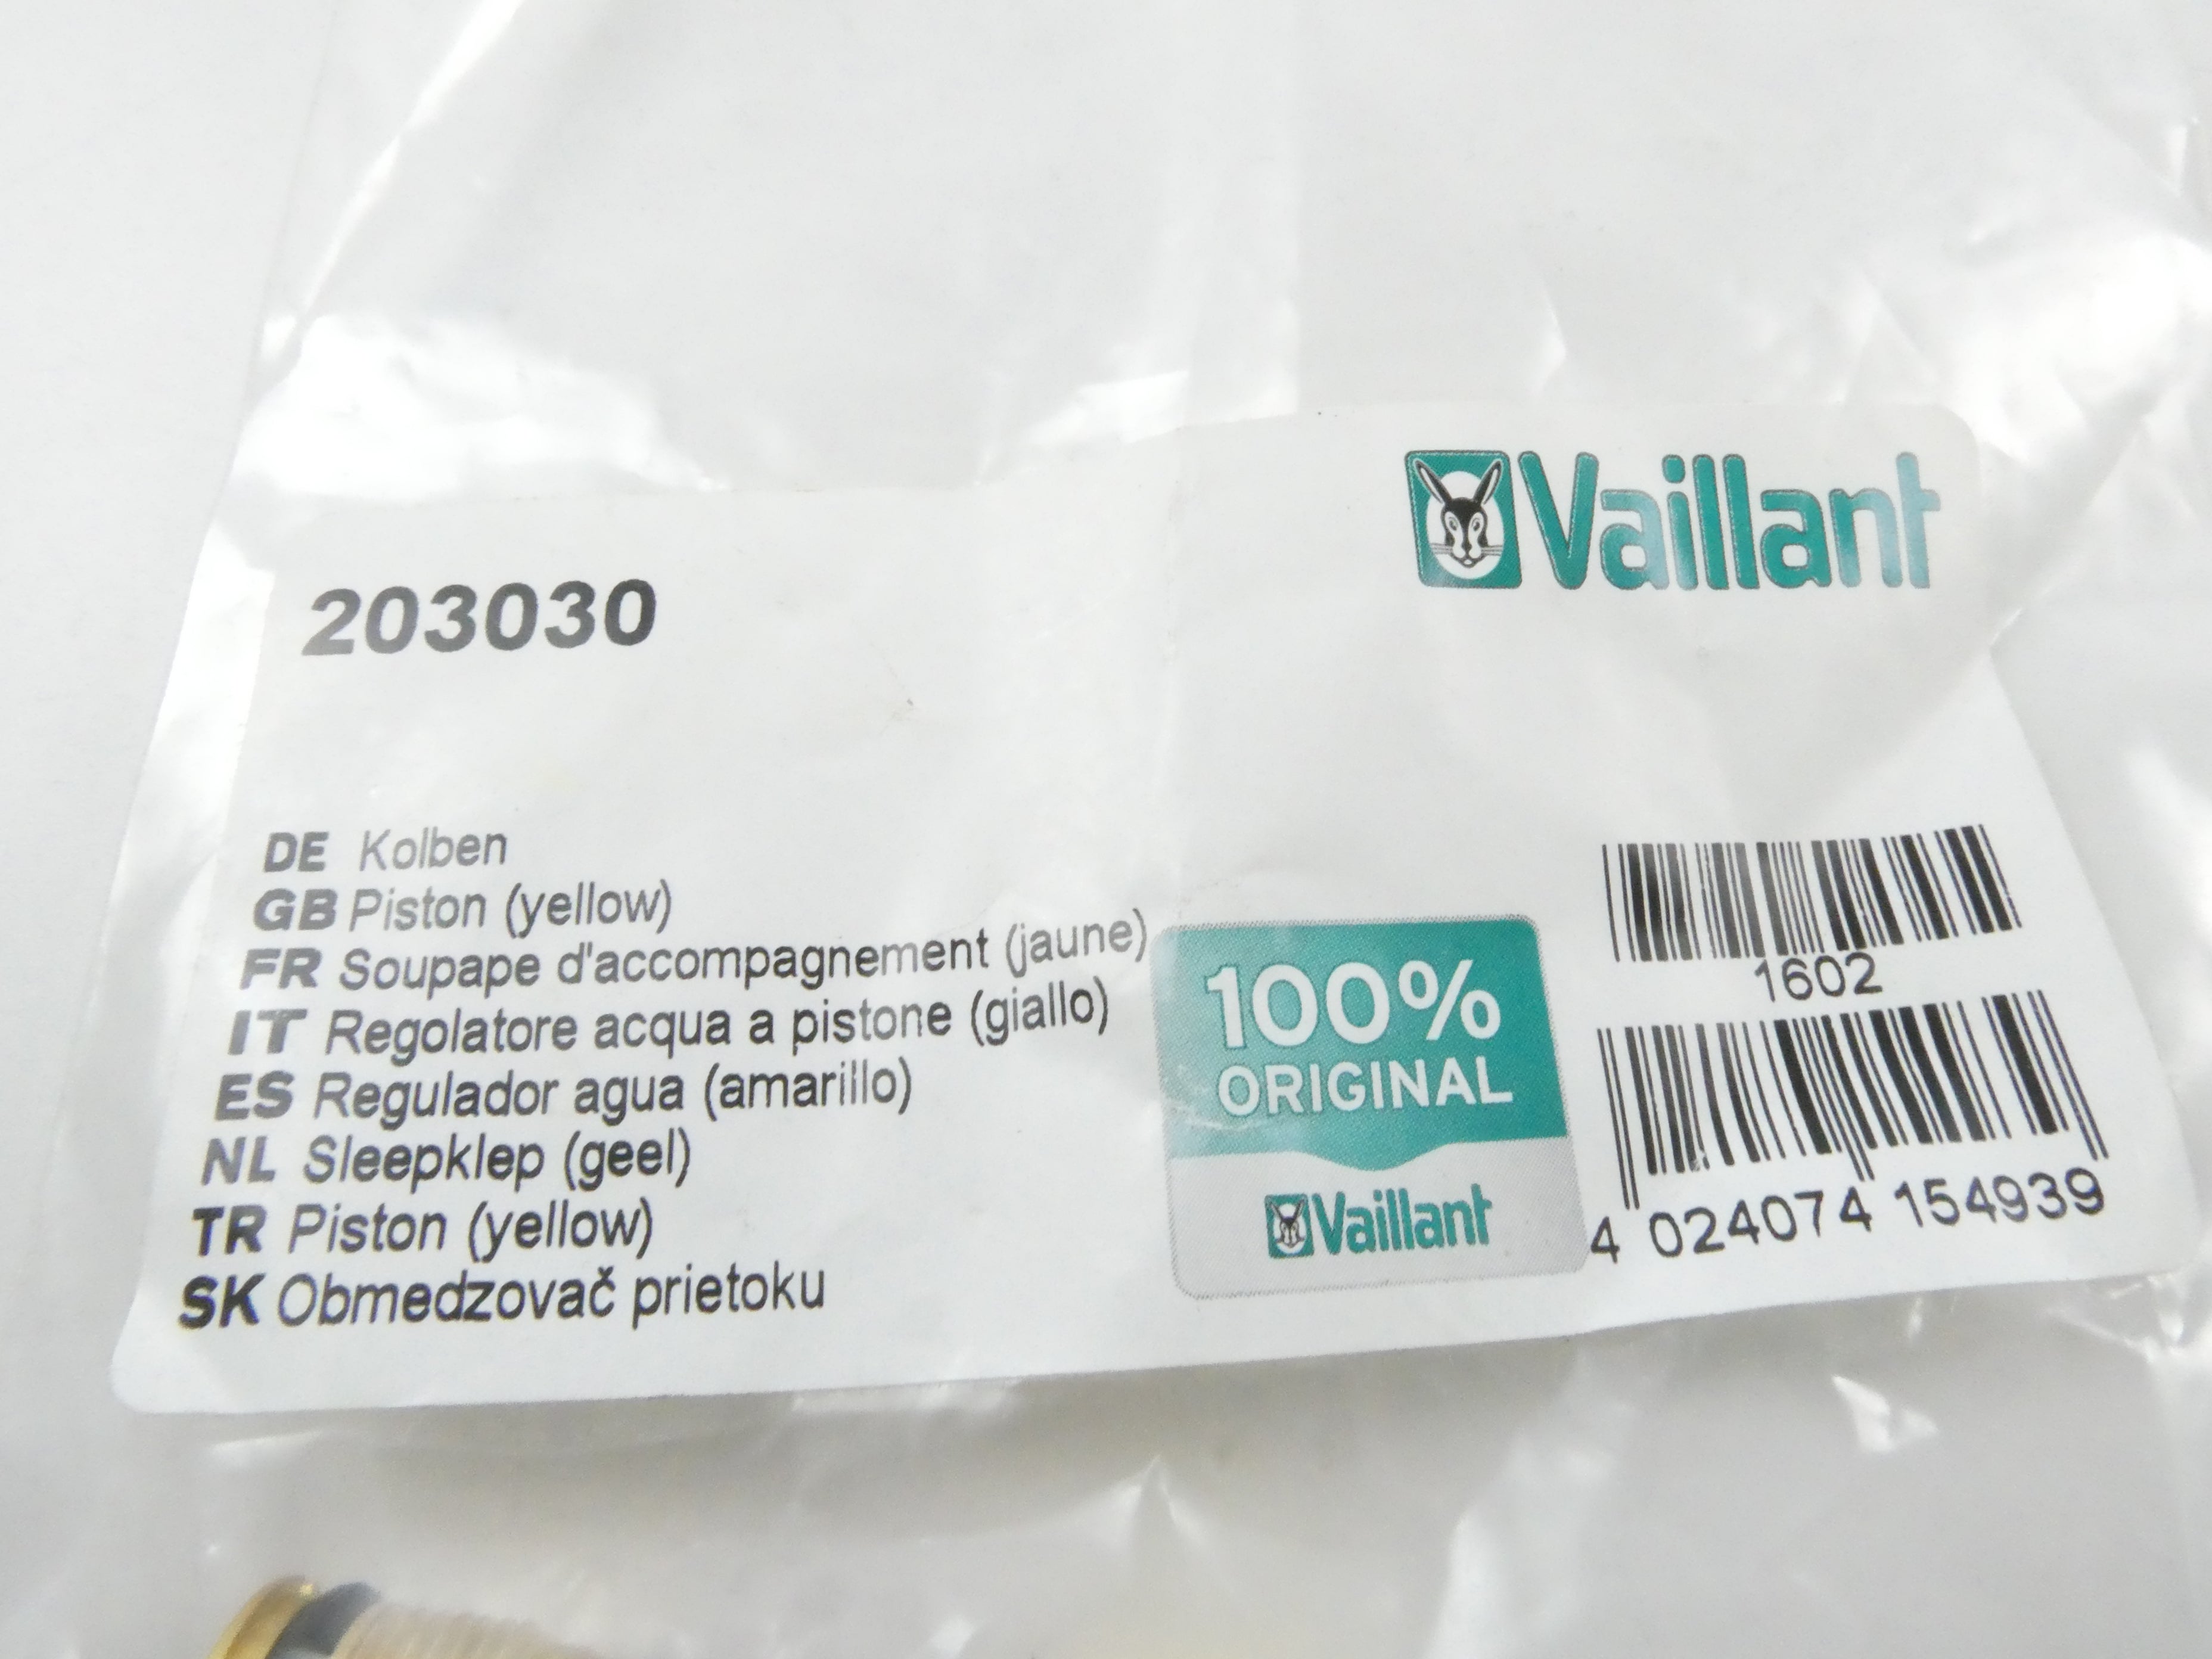 Vaillant
203030
DE Kolben
GB Piston (yellow)
FR Soupape d'accompagnement (jaune)
IT Regolatore acqua a pistone (giallo)
ES Regulador agua (amarillo)
NL Sleepklep (geel)
TR Piston (yellow)
SK Obmedzovač prietoku
100%
ORIGINAL
Vaillant
1602
4 024074 154939